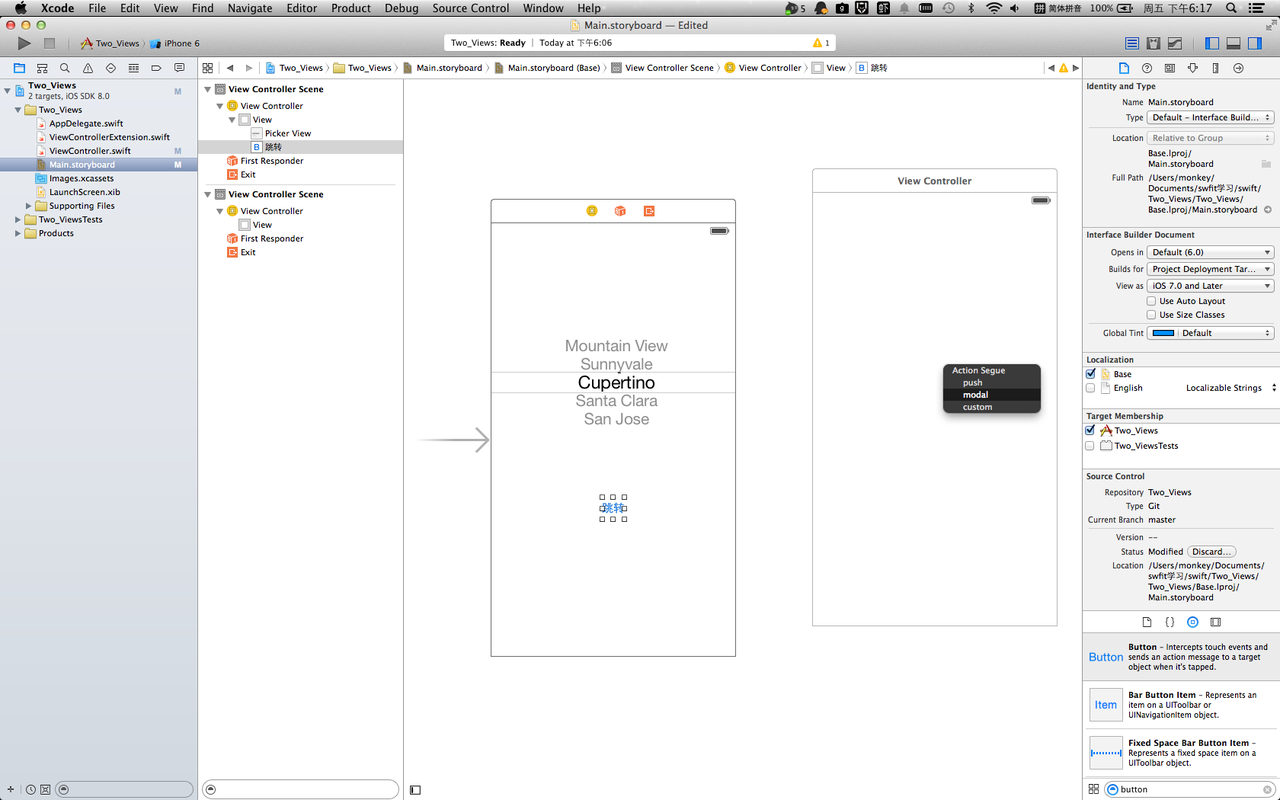 Xcode File Edit View Find Navigate Editor Product Debug Source Control Window Help 5 简体拼音 100% 周五 下午6:17
Main.storyboard — Edited
Two_Views iPhone 6 Two_Views: Ready Today at 下午6:06 1
Two_Views Two_Views Main.storyboard Main.storyboard (Base) View Controller Scene View Controller View B 跳转
Two_Views M
2 targets, iOS SDK 8.0
Two_Views
AppDelegate.swift
ViewControllerExtension.swift
ViewController.swift M
Main.storyboard M
Images.xcassets
LaunchScreen.xib
Supporting Files
Two_ViewsTests
Products
View Controller Scene
View Controller
View
Picker View
B 跳转
First Responder
Exit
View Controller Scene
View Controller
View
First Responder
Exit
Mountain View
Sunnyvale
Cupertino
Santa Clara
San Jose
跳转
View Controller
Action Segue
push
modal
custom
Identity and Type
Name Main.storyboard
Type Default - Interface Build...
Location Relative to Group
Base.lproj/
Main.storyboard
Full Path /Users/monkey/
Documents/swfit学习/swift/
Two_Views/Two_Views/
Base.lproj/Main.storyboard
Interface Builder Document
Opens in Default (6.0)
Builds for Project Deployment Tar...
View as iOS 7.0 and Later
Use Auto Layout
Use Size Classes
Global Tint Default
Localization
Base
English Localizable Strings
Target Membership
Two_Views
Two_ViewsTests
Source Control
Repository Two_Views
Type Git
Current Branch master
Version --
Status Modified Discard...
Location /Users/monkey/Documents/
swfit学习/swift/Two_Views/
Two_Views/Base.lproj/
Main.storyboard
{ }
Button Button - Intercepts touch events and
sends an action message to a target
object when it's tapped.
Item Bar Button Item - Represents an
item on a UIToolbar or
UINavigationItem object.
Fixed Space Bar Button Item -
Represents a fixed space item on a
UIToolbar object.
button